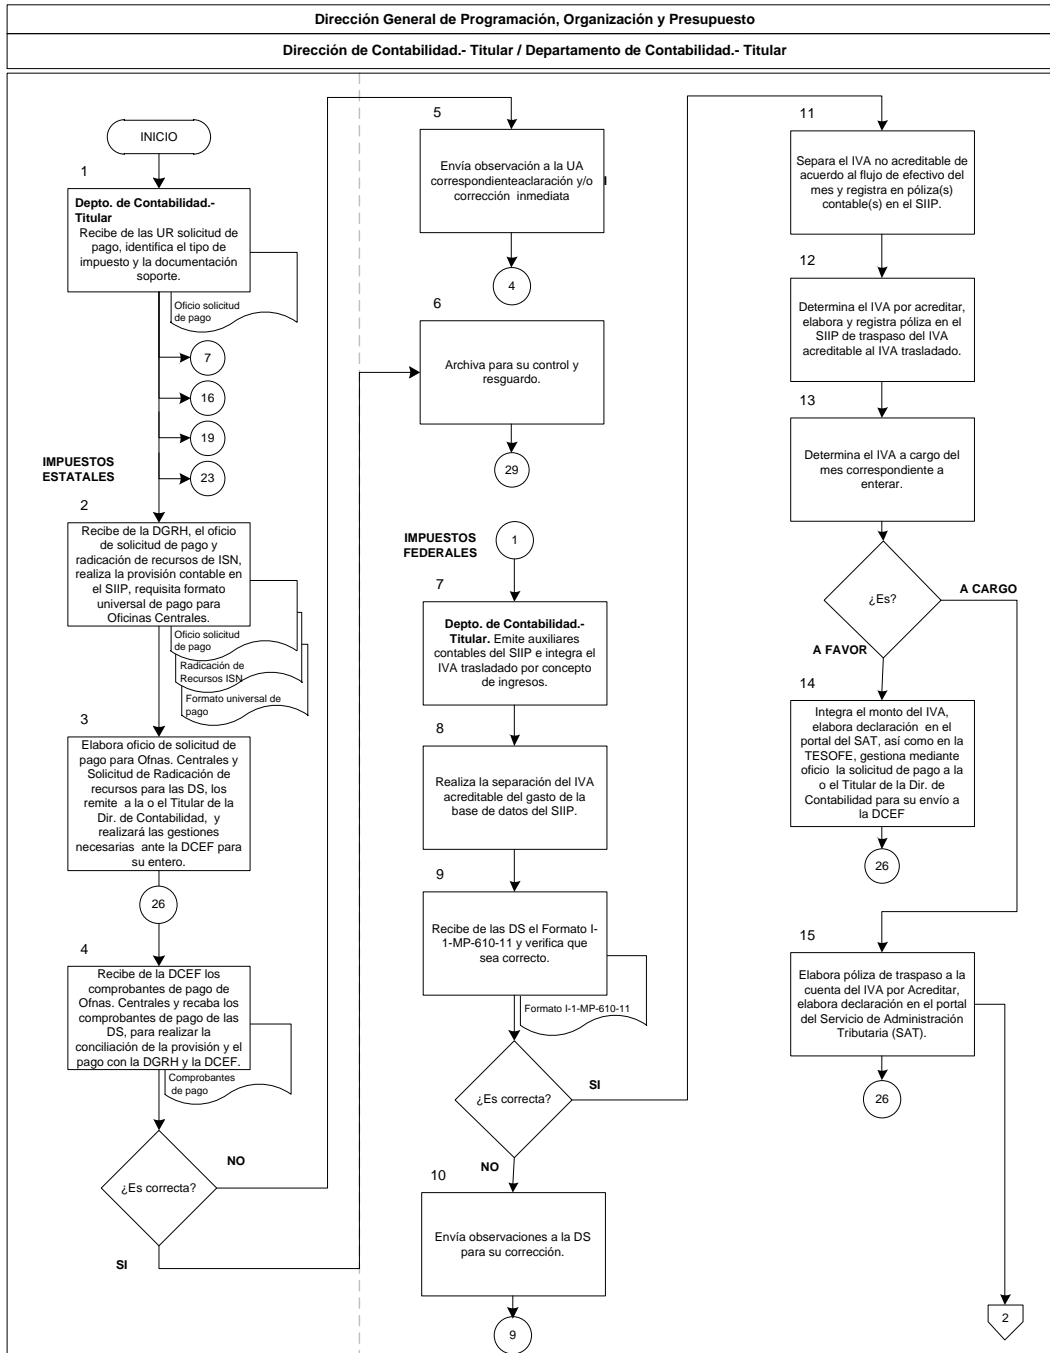 Dirección General de Programación, Organización y Presupuesto
Dirección de Contabilidad.- Titular / Departamento de Contabilidad.- Titular
INICIO
1
Depto. de Contabilidad.-
Titular
Recibe de las UR solicitud de
pago, identifica el tipo de
impuesto y la documentación
soporte.
Oficio solicitud
de pago
7
16
19
23
IMPUESTOS
ESTATALES
2
Recibe de la DGRH, el oficio
de solicitud de pago y
radicación de recursos de ISN,
realiza la provisión contable en
el SIIP, requisita formato
universal de pago para
Oficinas Centrales.
Oficio solicitud de
pago
Radicación de
Recursos ISN
Formato universal de
pago
3
Elabora oficio de solicitud de
pago para Ofnas. Centrales y
Solicitud de Radicación de
recursos para las DS, los
remite a la o el Titular de la
Dir. de Contabilidad, y
realizará las gestiones
necesarias ante la DCEF para
su entero.
26
4
Recibe de la DCEF los
comprobantes de pago de
Ofnas. Centrales y recaba los
comprobantes de pago de las
DS, para realizar la
conciliación de la provisión y el
pago con la DGRH y la DCEF.
Comprobantes
de pago
¿Es correcta?
NO
SI
5
Envía observación a la UA
correspondienteaclaración y/o
corrección inmediata
4
6
Archiva para su control y
resguardo.
29
IMPUESTOS
FEDERALES
1
7
Depto. de Contabilidad.-
Titular. Emite auxiliares
contables del SIIP e integra el
IVA trasladado por concepto
de ingresos.
8
Realiza la separación del IVA
acreditable del gasto de la
base de datos del SIIP.
9
Recibe de las DS el Formato I-
1-MP-610-11 y verifica que
sea correcto.
Formato I-1-MP-610-11
¿Es correcta?
SI
NO
10
Envía observaciones a la DS
para su corrección.
9
11
Separa el IVA no acreditable de
acuerdo al flujo de efectivo del
mes y registra en póliza(s)
contable(s) en el SIIP.
12
Determina el IVA por acreditar,
elabora y registra póliza en el
SIIP de traspaso del IVA
acreditable al IVA trasladado.
13
Determina el IVA a cargo del
mes correspondiente a
enterar.
¿Es?
A CARGO
A FAVOR
14
Integra el monto del IVA,
elabora declaración en el
portal del SAT, así como en la
TESOFE, gestiona mediante
oficio la solicitud de pago a la
o el Titular de la Dir. de
Contabilidad para su envío a
la DCEF
26
15
Elabora póliza de traspaso a la
cuenta del IVA por Acreditar,
elabora declaración en el portal
del Servicio de Administración
Tributaria (SAT).
26
2